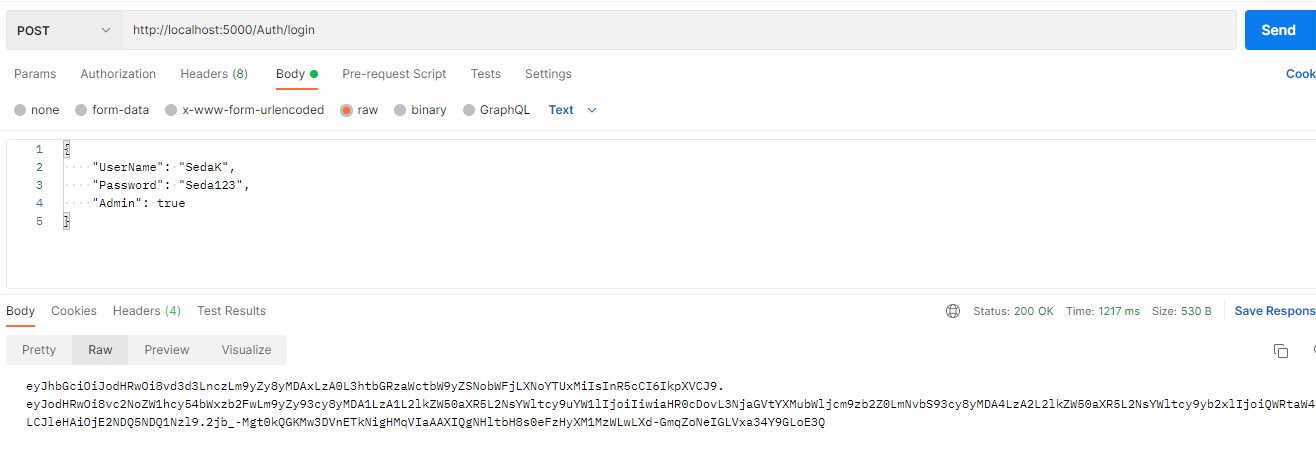 POST
http://localhost:5000/Auth/login
Send
Params Authorization Headers (8) Body Pre-request Script Tests Settings Cook
none form-data x-www-form-urlencoded raw binary GraphQL Text
1 {
2 "UserName": "SedaK",
3 "Password": "Seda123",
4 "Admin": true
5 }
Body Cookies Headers (4) Test Results Status: 200 OK Time: 1217 ms Size: 530 B Save Respons
Pretty Raw Preview Visualize
eyJhbGciOiJodHRwOi8vd3d3LnczLm9yZy8yMDAxLzA0L3htbGRzaWctbW9yZSNobWFjLXNoYTUxMiIsInR5cCI6IkpXVCJ9.
eyJodHRwOi8vc2NoZW1hcy54bWxzb2FwLm9yZy93cy8yMDA1LzA1L2lkZW50aXR5L2NsYWltcy9uYW1lIjoiIiwiaHR0cDovL3NjaGVtYXMubWljcm9zb2Z0LmNvbS93cy8yMDA4LzA2L2lkZW50aXR5L2NsYWltcy9yb2xlIjoiQWRtaW4
LCJleHAiOjE2NDQ5NDQ1Nzl9.2jb_-Mgt0kQGKMw3DVnETkNigHMqVIaAAXIQgNHltbH8s0eFzHyXM1MzWLwLXd-GmqZoNeIGLVxa34Y9GLoE3Q